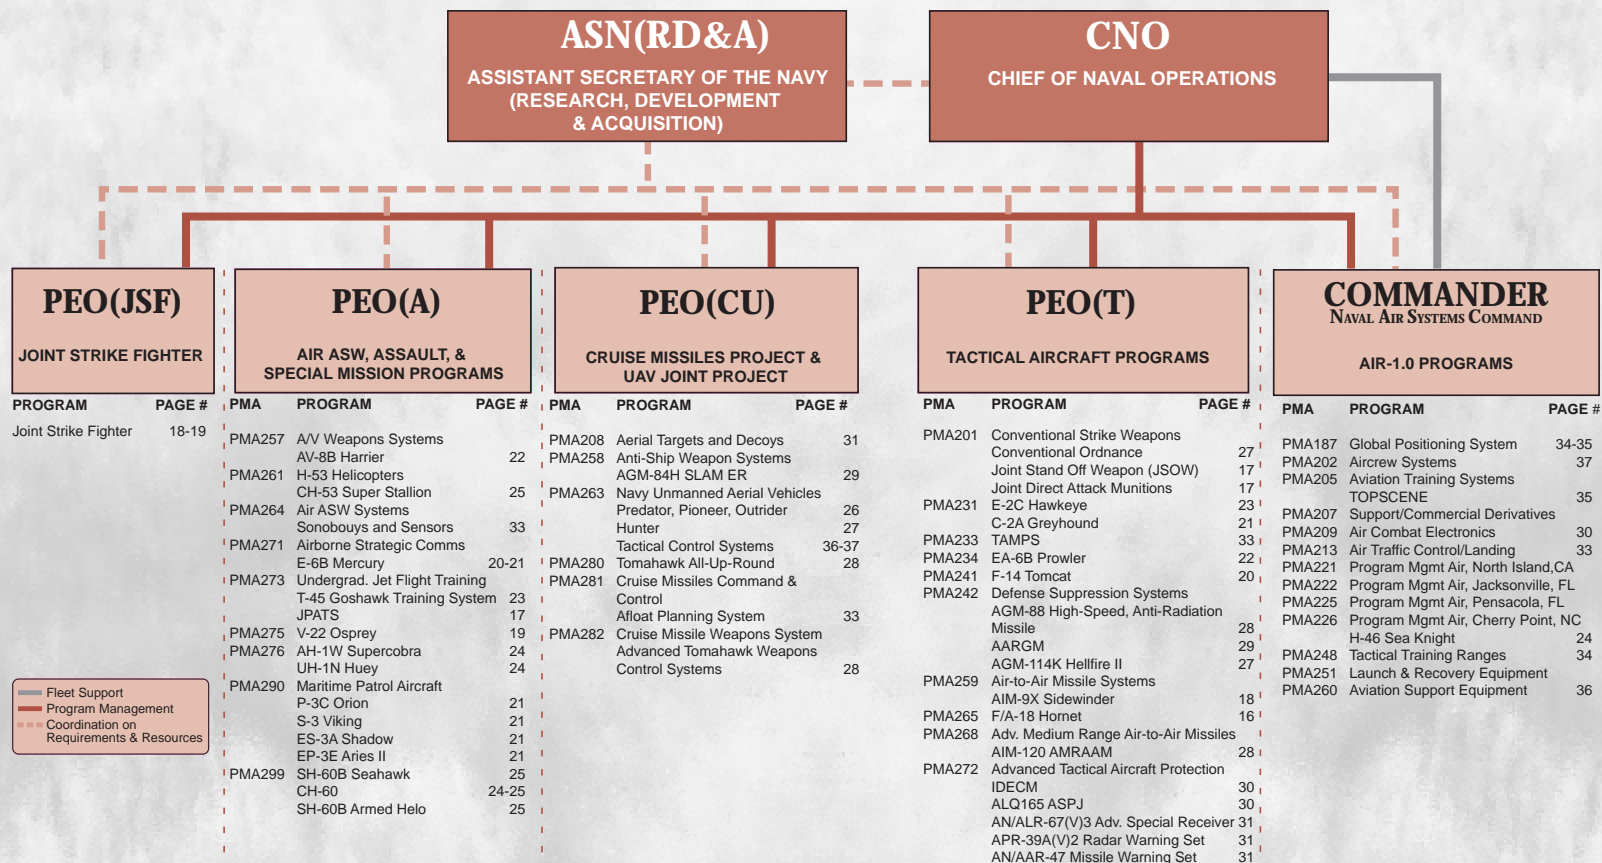 ASN(RD&A)
ASSISTANT SECRETARY OF THE NAVY
(RESEARCH, DEVELOPMENT
& ACQUISITION)
CNO
CHIEF OF NAVAL OPERATIONS
PEO(JSF)
JOINT STRIKE FIGHTER
PROGRAM PAGE #
Joint Strike Fighter 18-19
Fleet Support
Program Management
Coordination on
Requirements & Resources
PEO(A)
AIR ASW, ASSAULT, &
SPECIAL MISSION PROGRAMS
PMA PROGRAM PAGE #
PMA257 A/V Weapons Systems
AV-8B Harrier 22
PMA261 H-53 Helicopters
CH-53 Super Stallion 25
PMA264 Air ASW Systems
Sonobouys and Sensors 33
PMA271 Airborne Strategic Comms
E-6B Mercury 20-21
PMA273 Undergrad. Jet Flight Training
T-45 Goshawk Training System 23
JPATS 17
PMA275 V-22 Osprey 19
PMA276 AH-1W Supercobra 24
UH-1N Huey 24
PMA290 Maritime Patrol Aircraft
P-3C Orion 21
S-3 Viking 21
ES-3A Shadow 21
EP-3E Aries II 21
PMA299 SH-60B Seahawk 25
CH-60 24-25
SH-60B Armed Helo 25
PEO(CU)
CRUISE MISSILES PROJECT &
UAV JOINT PROJECT
PMA PROGRAM PAGE #
PMA208 Aerial Targets and Decoys 31
PMA258 Anti-Ship Weapon Systems
AGM-84H SLAM ER 29
PMA263 Navy Unmanned Aerial Vehicles
Predator, Pioneer, Outrider 26
Hunter 27
Tactical Control Systems 36-37
PMA280 Tomahawk All-Up-Round 28
PMA281 Cruise Missiles Command &
Control
Afloat Planning System 33
PMA282 Cruise Missile Weapons System
Advanced Tomahawk Weapons
Control Systems 28
PEO(T)
TACTICAL AIRCRAFT PROGRAMS
PMA PROGRAM PAGE #
PMA201 Conventional Strike Weapons
Conventional Ordnance 27
Joint Stand Off Weapon (JSOW) 17
Joint Direct Attack Munitions 17
PMA231 E-2C Hawkeye 23
C-2A Greyhound 21
PMA233 TAMPS 33
PMA234 EA-6B Prowler 22
PMA241 F-14 Tomcat 20
PMA242 Defense Suppression Systems
AGM-88 High-Speed, Anti-Radiation
Missile 28
AARGM 29
AGM-114K Hellfire II 27
PMA259 Air-to-Air Missile Systems
AIM-9X Sidewinder 18
PMA265 F/A-18 Hornet 16
PMA268 Adv. Medium Range Air-to-Air Missiles
AIM-120 AMRAAM 28
PMA272 Advanced Tactical Aircraft Protection
IDECM 30
ALQ165 ASPJ 30
AN/ALR-67(V)3 Adv. Special Receiver 31
APR-39A(V)2 Radar Warning Set 31
AN/AAR-47 Missile Warning Set 31
COMMANDER
NAVAL AIR SYSTEMS COMMAND
AIR-1.0 PROGRAMS
PMA PROGRAM PAGE #
PMA187 Global Positioning System 34-35
PMA202 Aircrew Systems 37
PMA205 Aviation Training Systems
TOPSCENE 35
PMA207 Support/Commercial Derivatives
PMA209 Air Combat Electronics 30
PMA213 Air Traffic Control/Landing 33
PMA221 Program Mgmt Air, North Island,CA
PMA222 Program Mgmt Air, Jacksonville, FL
PMA225 Program Mgmt Air, Pensacola, FL
PMA226 Program Mgmt Air, Cherry Point, NC
H-46 Sea Knight 24
PMA248 Tactical Training Ranges 34
PMA251 Launch & Recovery Equipment
PMA260 Aviation Support Equipment 36